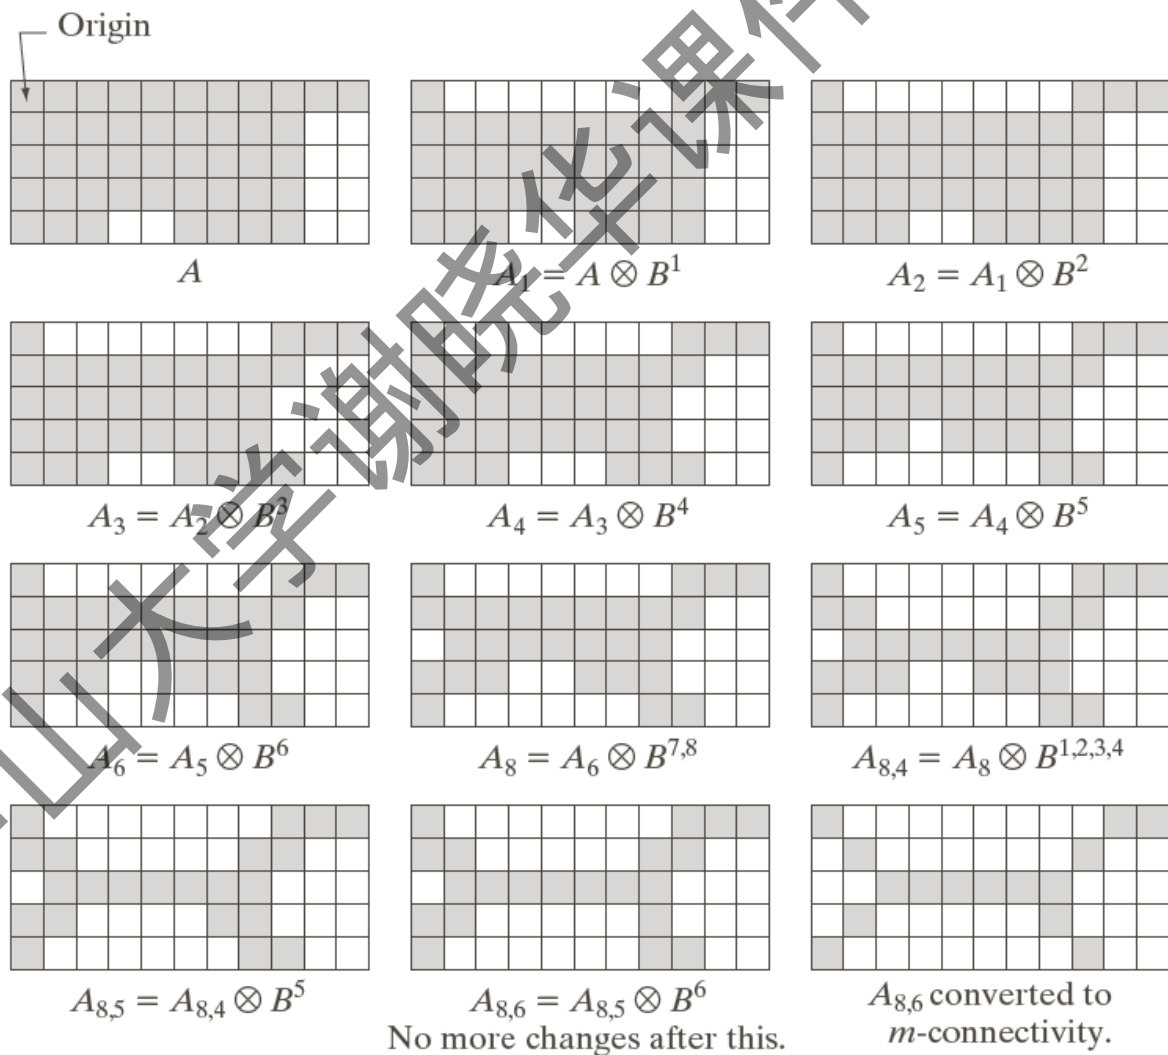 Origin
A
A₁ = A ⊗ B¹
A₂ = A₁ ⊗ B²
A₃ = A₂ ⊗ B³
A₄ = A₃ ⊗ B⁴
A₅ = A₄ ⊗ B⁵
A₆ = A₅ ⊗ B⁶
A₈ = A₆ ⊗ B⁷,⁸
A₈,₄ = A₈ ⊗ B¹,²,³,⁴
A₈,₅ = A₈,₄ ⊗ B⁵
A₈,₆ = A₈,₅ ⊗ B⁶
No more changes after this.
A₈,₆ converted to
m-connectivity.
山大学谢晓华课件